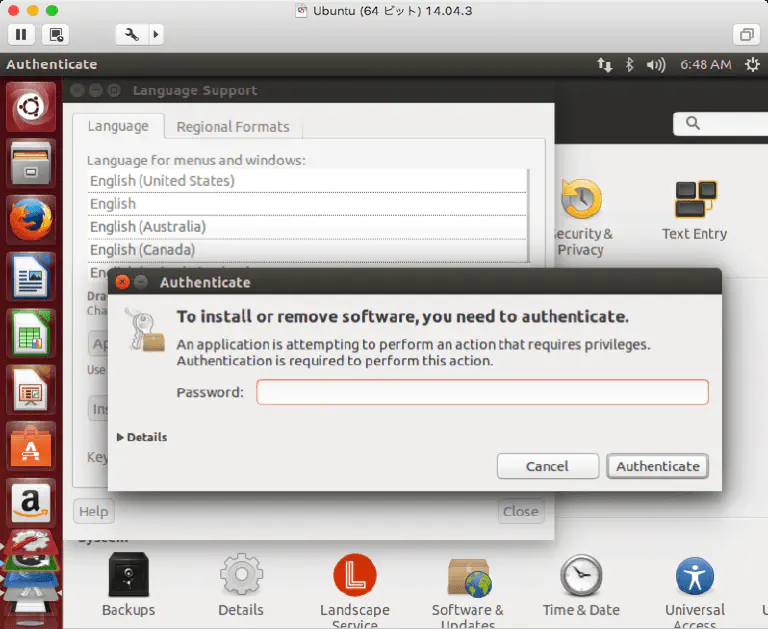 Ubuntu (64 ビット) 14.04.3
Authenticate
6:48 AM
Language Support
Language
Regional Formats
Language for menus and windows:
English (United States)
English
English (Australia)
English (Canada)
Security &
Privacy
Text Entry
Authenticate
To install or remove software, you need to authenticate.
An application is attempting to perform an action that requires privileges.
Authentication is required to perform this action.
Password:
Details
Cancel
Authenticate
Use
Key
Help
Close
System
Backups
Details
Landscape
Service
Software &
Updates
Time & Date
Universal
Access